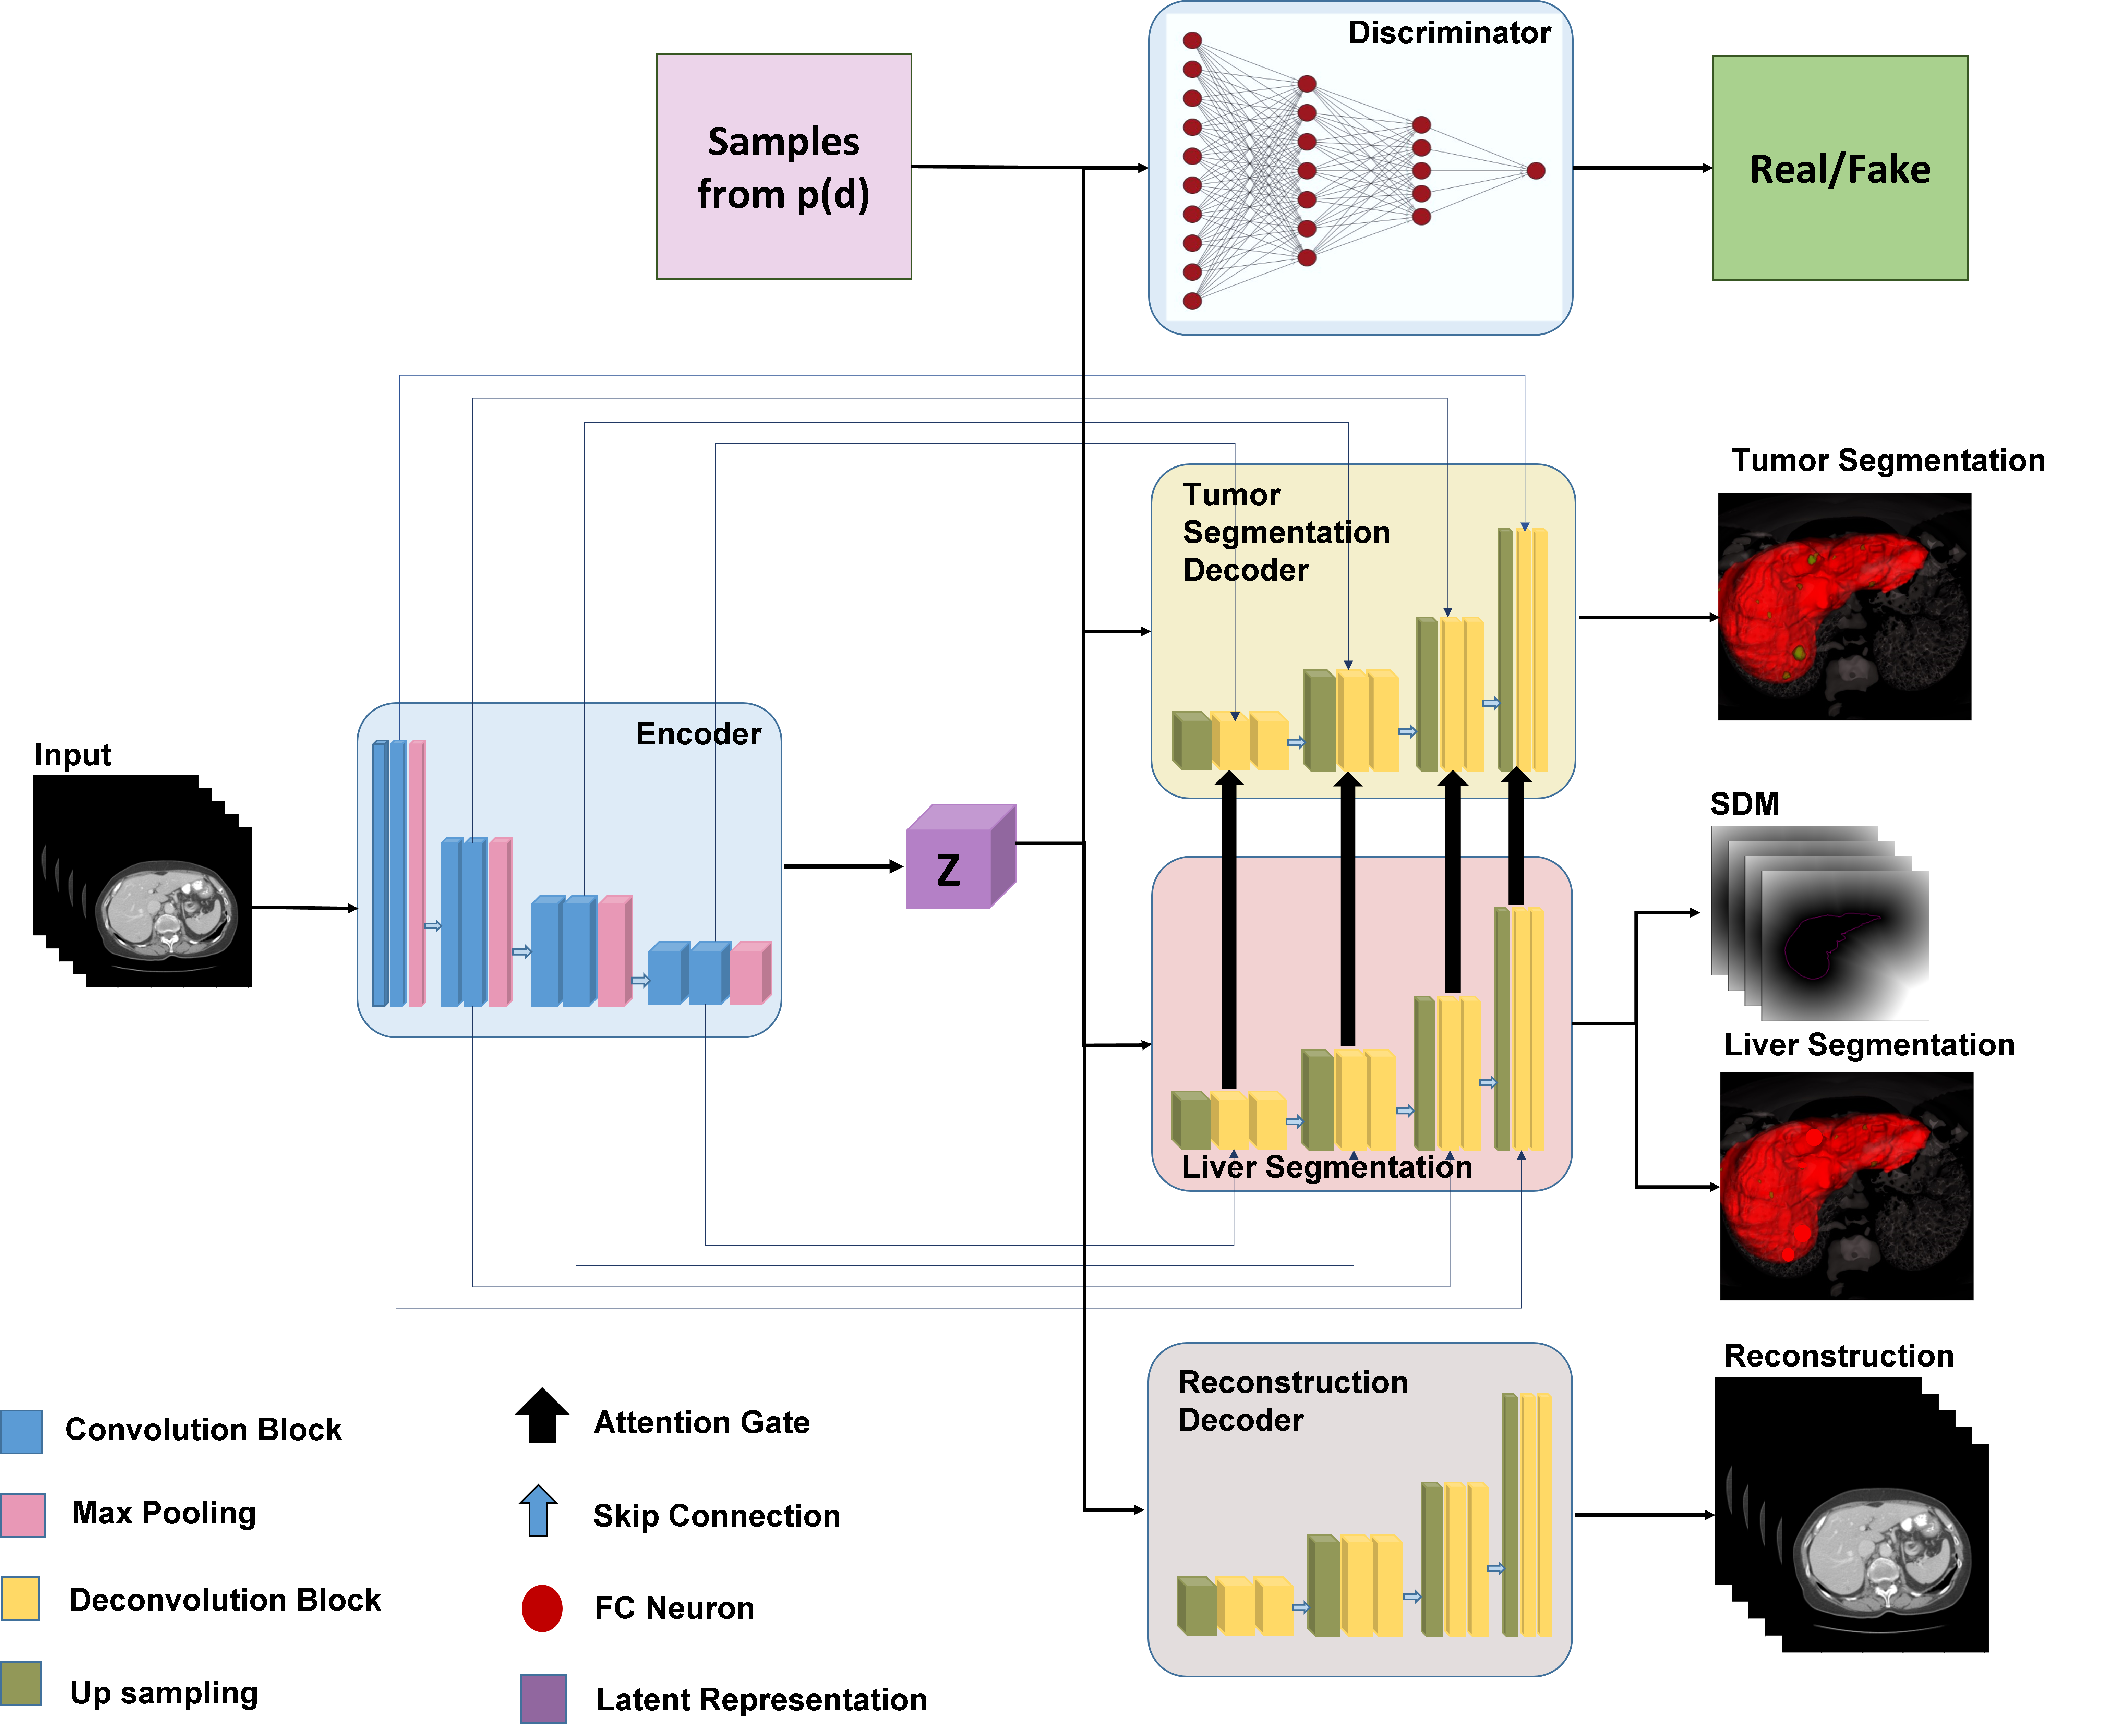 Discriminator
Samples
from p(d)
Real/Fake
Tumor Segmentation
Tumor
Segmentation
Decoder
Encoder
Input
Z
SDM
Liver Segmentation
Liver Segmentation
Reconstruction
Reconstruction
Decoder
Convolution Block
Attention Gate
Max Pooling
Skip Connection
Deconvolution Block
FC Neuron
Up sampling
Latent Representation